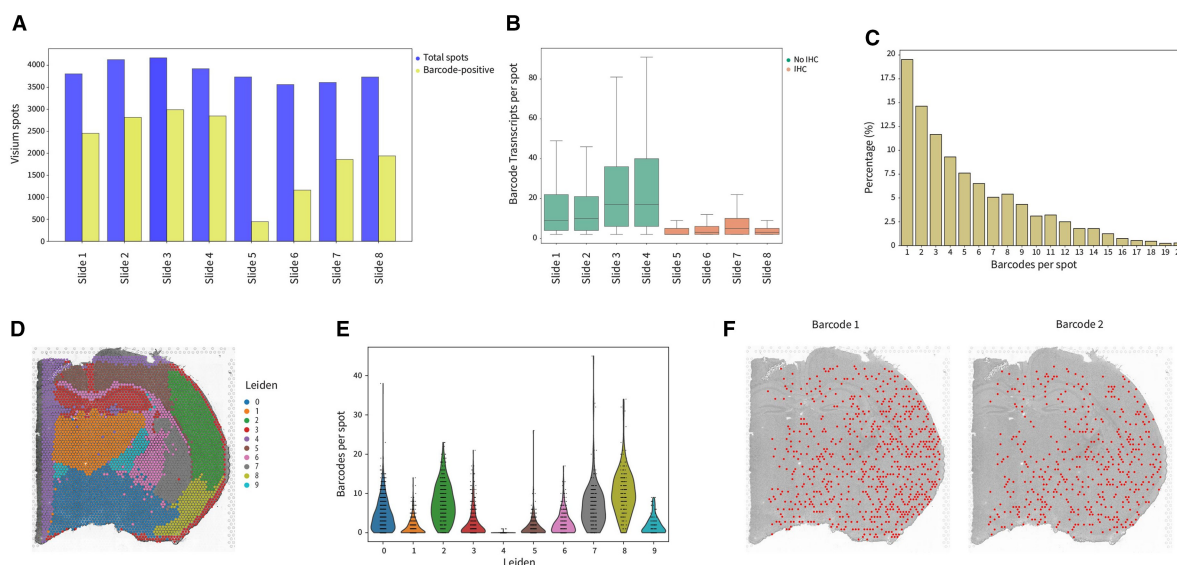 A
Total spots
Barcode-positive
Visium spots
4000
3500
3000
2500
2000
1500
1000
500
0
Slide 1
Slide 2
Slide 3
Slide 4
Slide 5
Slide 6
Slide 7
Slide 8
B
No IHC
IHC
Barcode Trasnscripts per spot
80
60
40
20
0
Slide 1
Slide 2
Slide 3
Slide 4
Slide 5
Slide 6
Slide 7
Slide 8
C
Percentage (%)
20
17.5
15
12.5
10
7.5
5
2.5
0
1 2 3 4 5 6 7 8 9 10 11 12 13 14 15 16 17 18 19
Barcodes per spot
D
Leiden
0
1
2
3
4
5
6
7
8
9
E
Barcodes per spot
40
30
20
10
0
0 1 2 3 4 5 6 7 8 9
Leiden
F
Barcode 1
Barcode 2